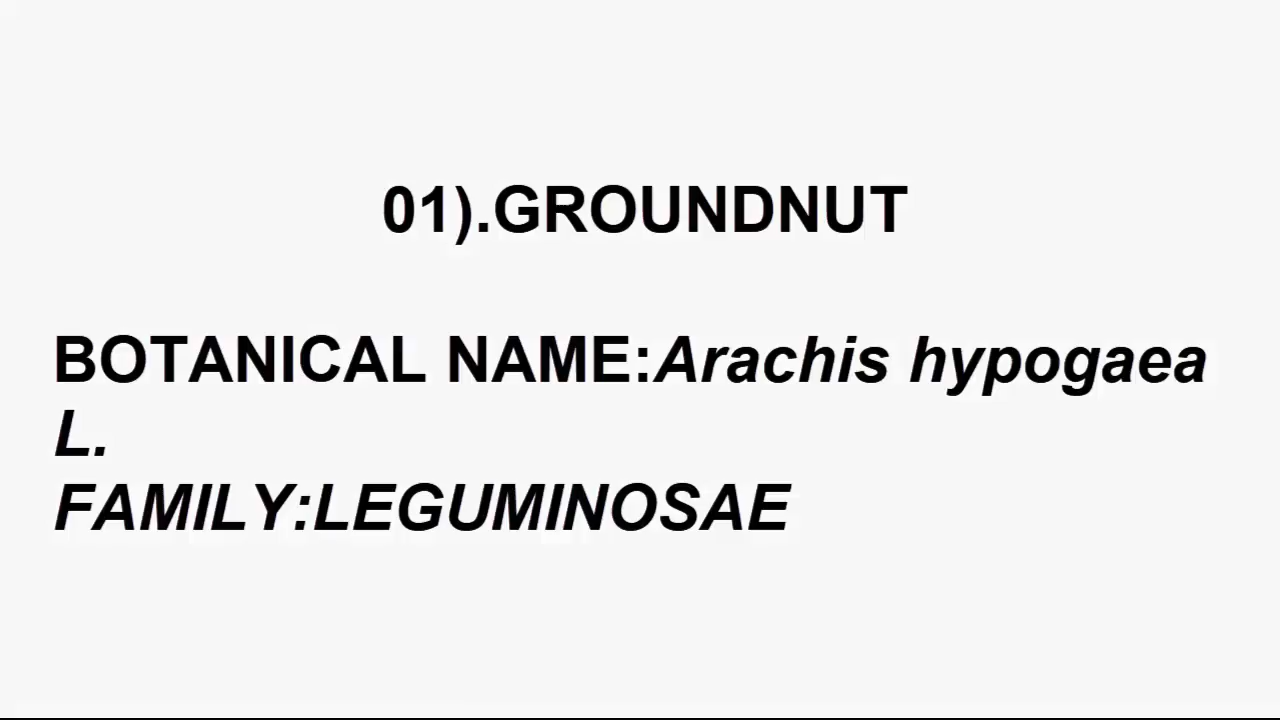 01).GROUNDNUT
BOTANICAL NAME:Arachis hypogaea
L.
FAMILY:LEGUMINOSAE